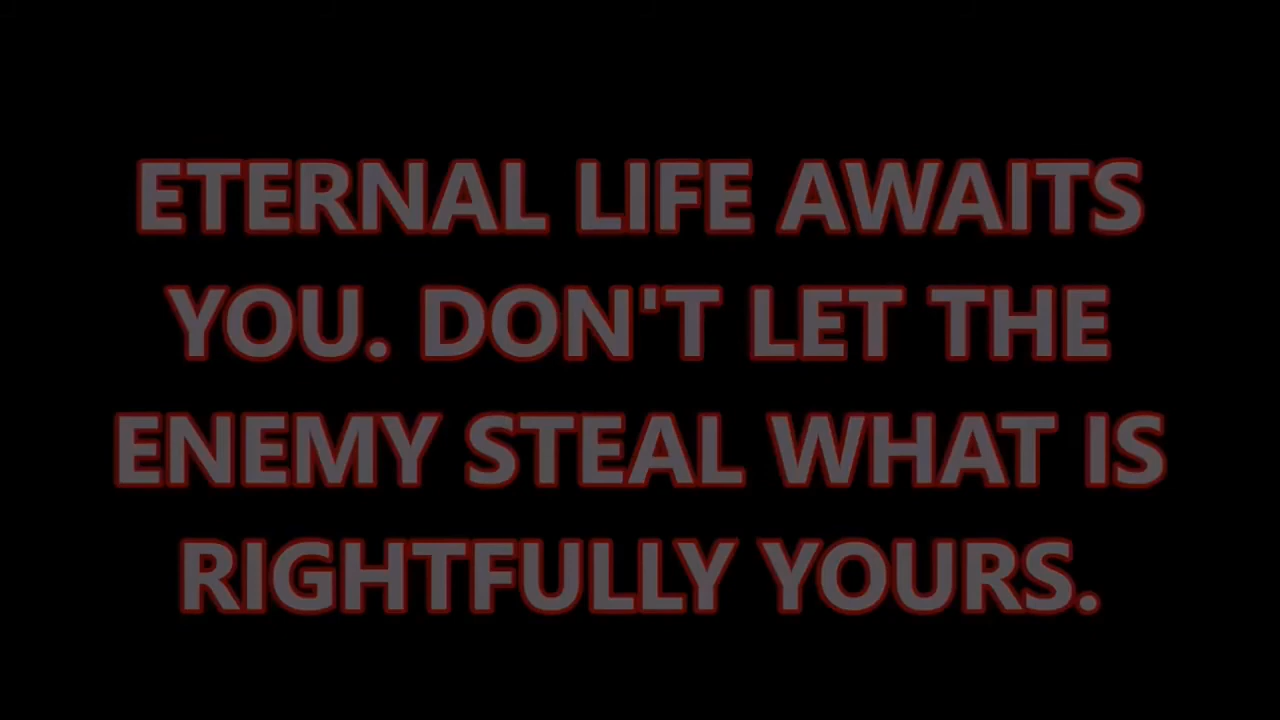 ETERNAL LIFE AWAITS
YOU. DON'T LET THE
ENEMY STEAL WHAT IS
RIGHTFULLY YOURS.